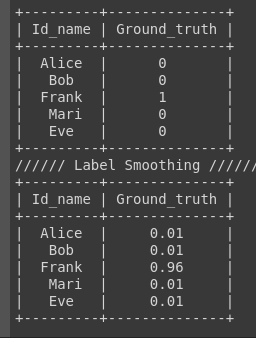 +---------+--------------+
| Id_name | Ground_truth |
+---------+--------------+
|  Alice  |      0       |
|   Bob   |      0       |
|  Frank  |      1       |
|   Mari  |      0       |
|   Eve   |      0       |
+---------+--------------+
////// Label Smoothing //////
+---------+--------------+
| Id_name | Ground_truth |
+---------+--------------+
|  Alice  |     0.01     |
|   Bob   |     0.01     |
|  Frank  |     0.96     |
|   Mari  |     0.01     |
|   Eve   |     0.01     |
+---------+--------------+